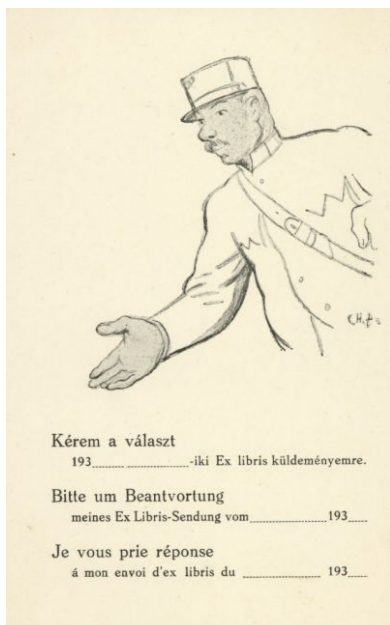 Kérem a választ
193........ ................-iki Ex libris küldeményemre.
Bitte um Beantvortung
meines Ex Libris-Sendung vom....................193.....
Je vous prie réponse
á mon envoi d'ex libris du .................... 193.....